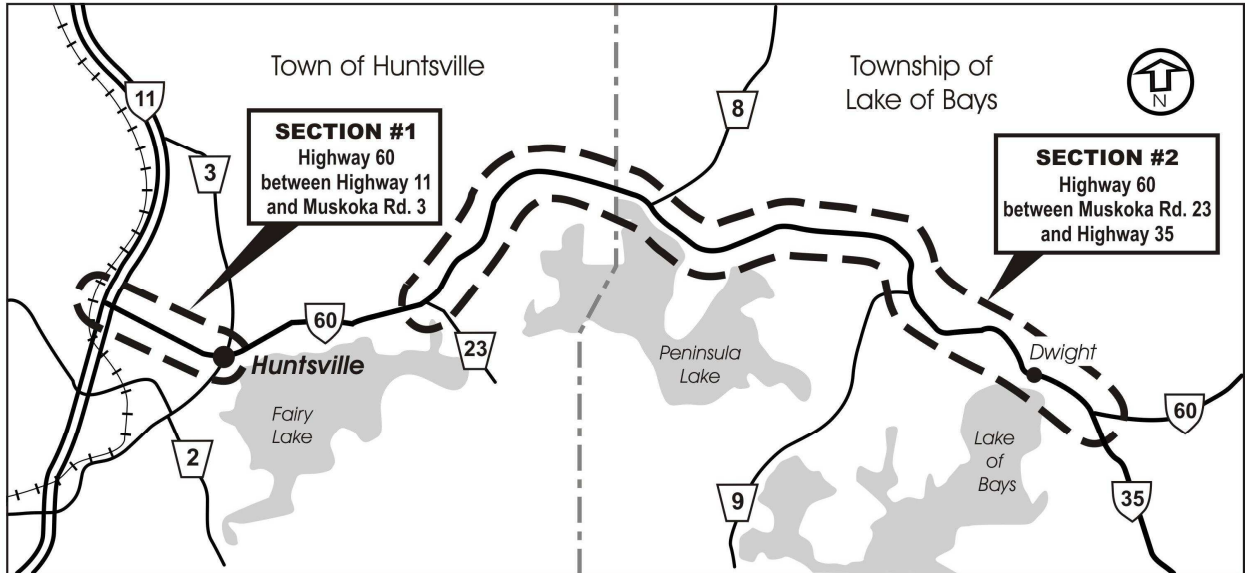 Town of Huntsville
Township of
Lake of Bays
N
11
8
SECTION #1
Highway 60
between Highway 11
and Muskoka Rd. 3
SECTION #2
Highway 60
between Muskoka Rd. 23
and Highway 35
3
60
23
Huntsville
Peninsula
Lake
Dwight
60
Fairy
Lake
2
Lake
of
Bays
9
35